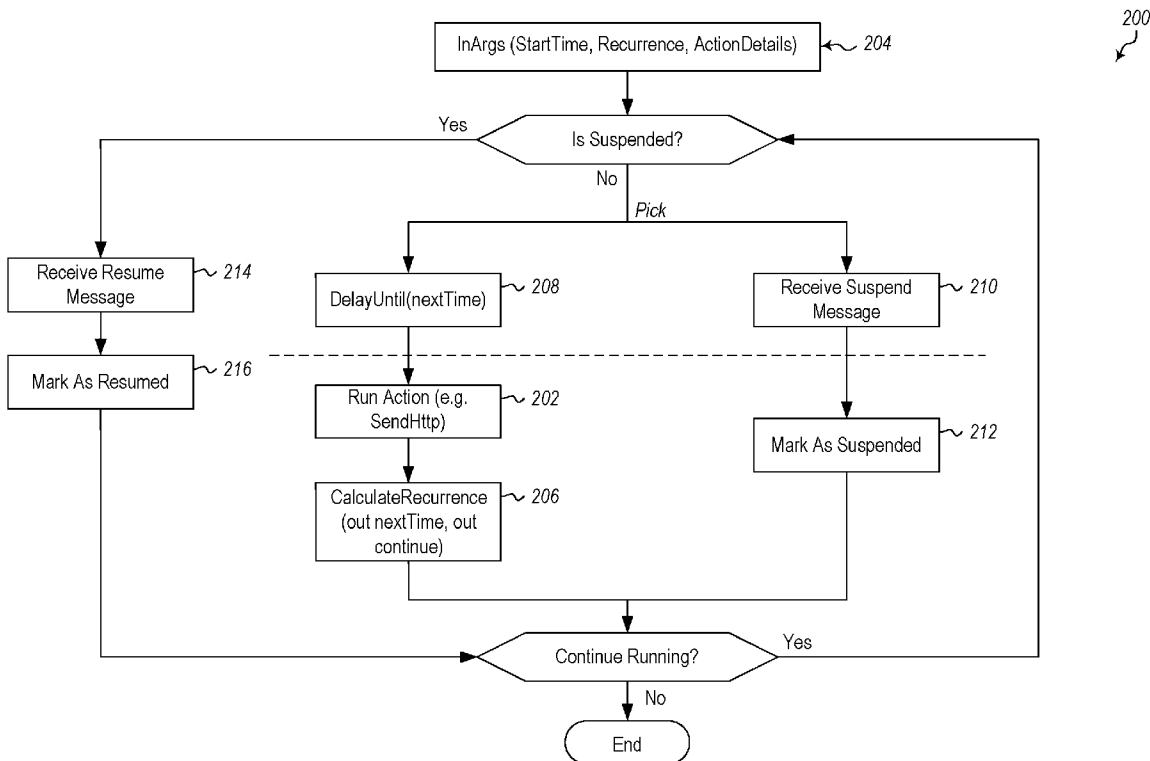 200
InArgs (StartTime, Recurrence, ActionDetails)
204
Yes
Is Suspended?
No
Pick
Receive Resume
Message
214
DelayUntil(nextTime)
208
Receive Suspend
Message
210
Mark As Resumed
216
Run Action (e.g.
SendHttp)
202
Mark As Suspended
212
CalculateRecurrence
(out nextTime, out
continue)
206
Continue Running?
Yes
No
End